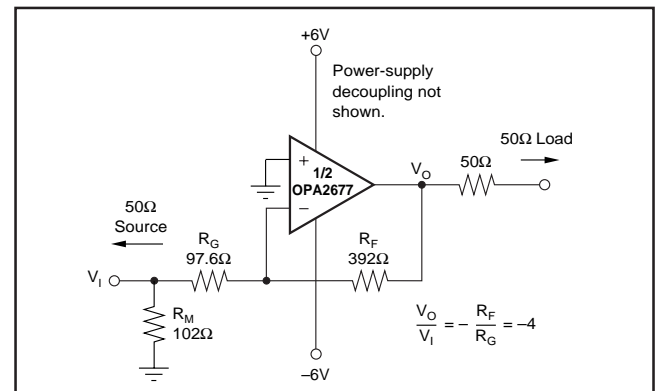 +6V
Power-supply
decoupling not
shown.
50Ω Load
+
1/2
OPA2677
–
V_O
50Ω
50Ω
Source
R_G
97.6Ω
R_F
392Ω
V_I
R_M
102Ω
V_O/V_I = – R_F/R_G = –4
–6V